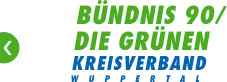 BÜNDNIS 90/
DIE GRÜNEN
KREISVERBAND
WUPPERTAL